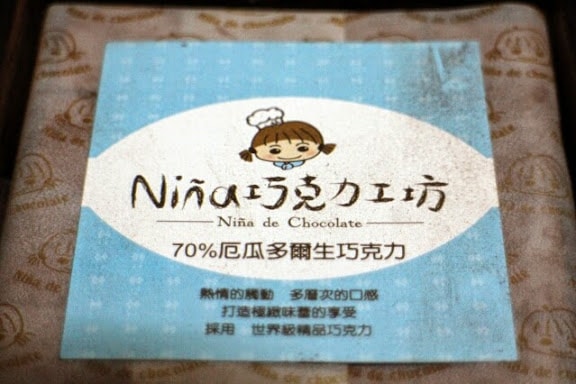 Niña巧克力工坊
Niña de Chocolate
70%厄瓜多爾生巧克力
熱情的觸動 多層次的口感
打造極緻味蕾的享受
採用 世界級精品巧克力